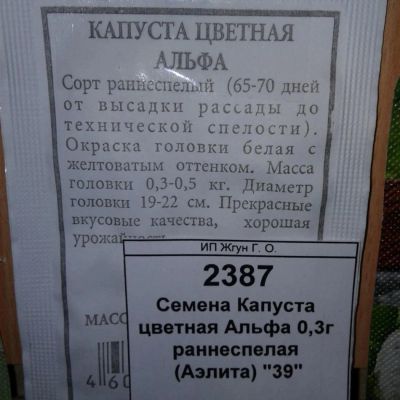 КАПУСТА ЦВЕТНАЯ
АЛЬФА
Сорт раннеспелый (65-70 дней
от высадки рассады до
технической спелости).
Окраска головки белая с
желтоватым оттенком. Масса
головки 0,3-0,5 кг. Диаметр
головки 19-22 см. Прекрасные
вкусовые качества, хорошая
ИП Жгун Г. О.
2387
Семена Капуста
цветная Альфа 0,3г
раннеспелая
(Аэлита) "39"
4 60